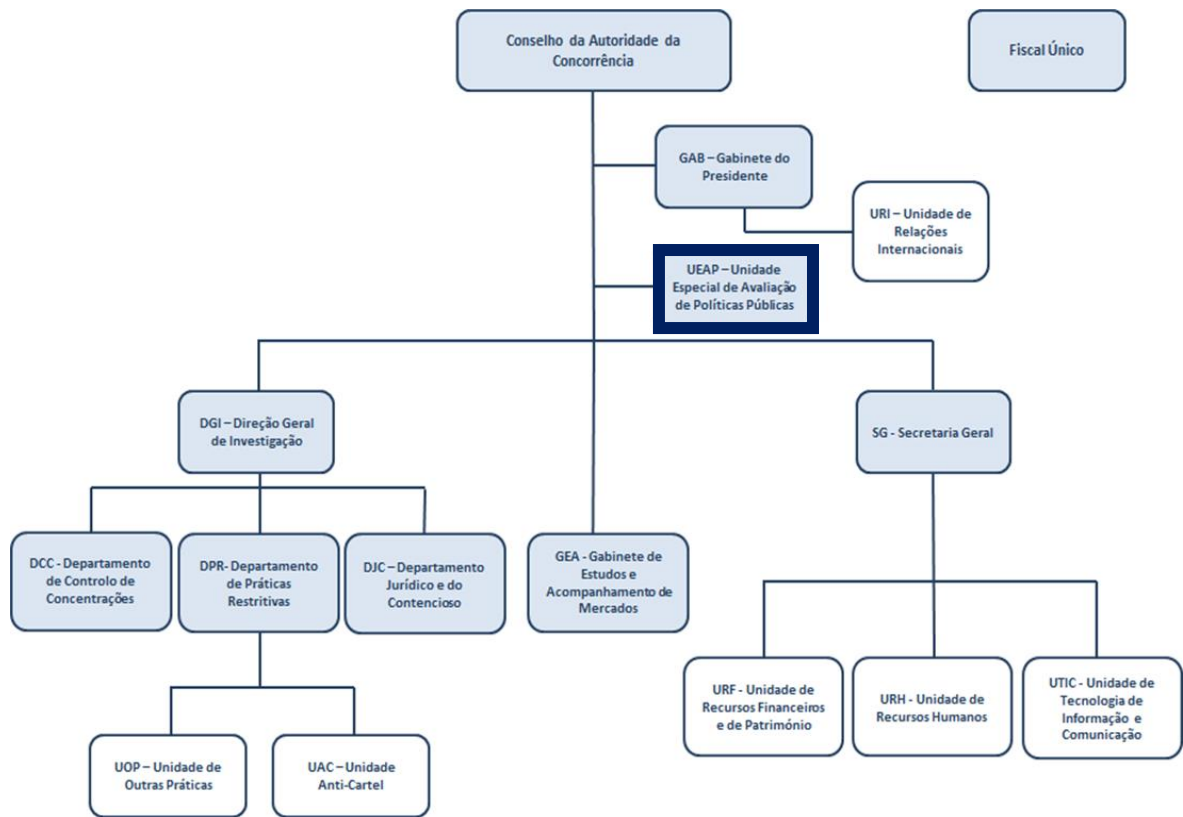 Conselho da Autoridade da
Concorrência
Fiscal Único
GAB – Gabinete do
Presidente
URI – Unidade de
Relações
Internacionais
UEAP – Unidade
Especial de Avaliação
de Políticas Públicas
DGI – Direção Geral
de Investigação
SG - Secretaria Geral
DCC - Departamento
de Controlo de
Concentrações
DPR- Departamento
de Práticas
Restritivas
DJC – Departamento
Jurídico e do
Contencioso
GEA - Gabinete de
Estudos e
Acompanhamento de
Mercados
URF - Unidade de
Recursos Financeiros
e de Património
URH - Unidade de
Recursos Humanos
UTIC - Unidade de
Tecnologia de
Informação e
Comunicação
UOP – Unidade de
Outras Práticas
UAC – Unidade
Anti-Cartel